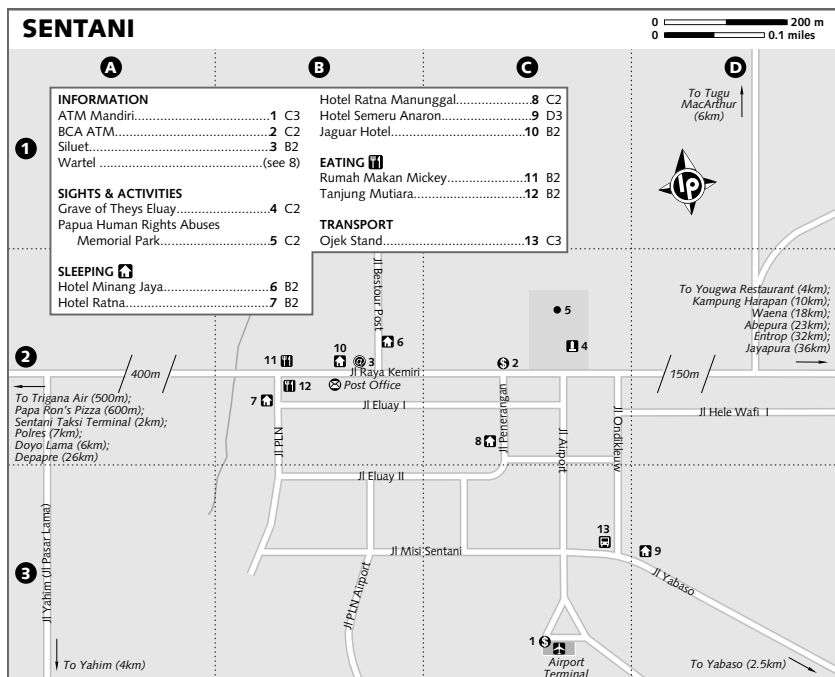 SENTANI
0 200 m
0 0.1 miles
A
B
C
D
1
2
3
INFORMATION
ATM Mandiri.............................1 C3
BCA ATM................................2 C2
Siluet.......................................3 B2
Wartel ................................(see 8)
SIGHTS & ACTIVITIES
Grave of Theys Eluay................4 C2
Papua Human Rights Abuses
Memorial Park......................5 C2
SLEEPING
Hotel Minang Jaya....................6 B2
Hotel Ratna..............................7 B2
Hotel Ratna Manunggal............8 C2
Hotel Semeru Anaron...............9 D3
Jaguar Hotel...........................10 B2
EATING
Rumah Makan Mickey.............11 B2
Tanjung Mutiara.....................12 B2
TRANSPORT
Ojek Stand.............................13 C3
To Tugu
MacArthur
(6km)
lp
To Yougwa Restaurant (4km);
Kampung Harapan (10km);
Waena (18km);
Abepura (23km);
Entrop (32km);
Jayapura (36km)
Jl Bestour Post
5
4
6
10
3
11
2
400m
Jl Raya Kemiri
150m
12
Post Office
7
To Trigana Air (500m);
Papa Ron's Pizza (600m);
Sentani Taksi Terminal (2km);
Polres (7km);
Doyo Lama (6km);
Depapre (26km)
Jl Eluay I
Jl Hele Wafi I
Jl PLN
8
Jl Penerangan
Jl Airport
Jl Ondikleuw
Jl Eluay II
13
9
Jl Misi Sentani
Jl Yahim (Jl Pasar Lama)
Jl PLN Airport
Jl Yabaso
1
Airport
Terminal
To Yahim (4km)
To Yabaso (2.5km)